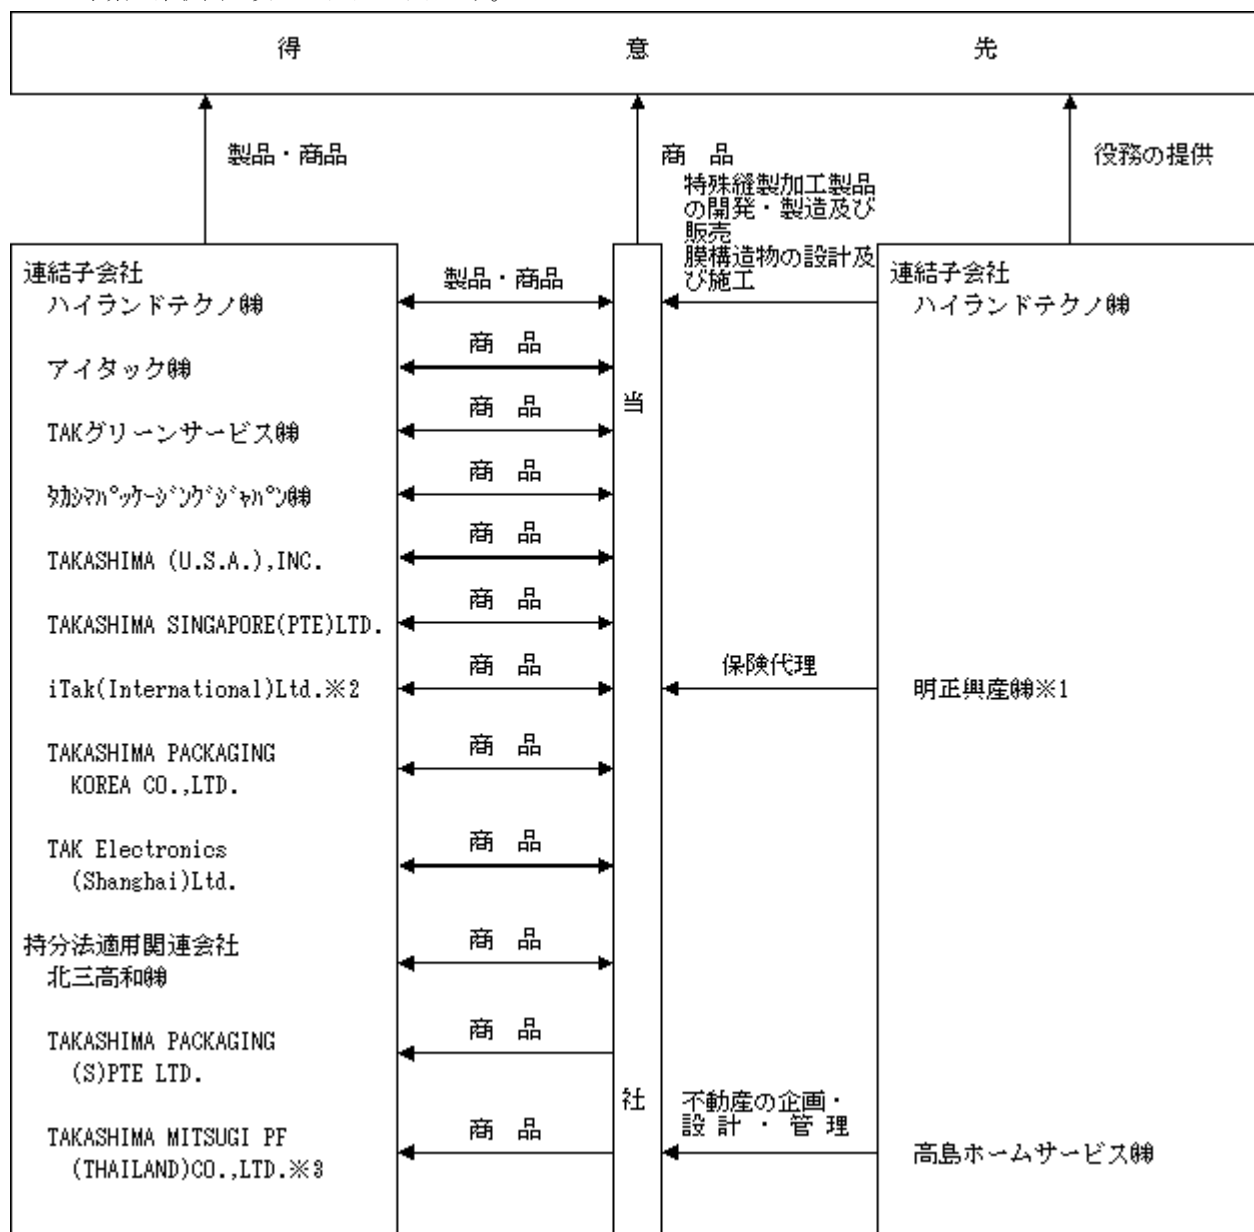 得 意 先
製品・商品
商 品
役務の提供
特殊縫製加工製品
の開発・製造及び
販売
膜構造物の設計及
び施工
連結子会社
ハイランドテクノ㈱
製品・商品
連結子会社
ハイランドテクノ㈱
アイタック㈱
商 品
当
TAKグリーンサービス㈱
商 品
ﾀｶｼﾏﾊﾟｯｹｰｼﾞﾝｸﾞｼﾞｬﾊﾟﾝ㈱
商 品
TAKASHIMA (U.S.A.),INC.
商 品
TAKASHIMA SINGAPORE(PTE)LTD.
商 品
iTak(International)Ltd.※2
商 品
保険代理
明正興産㈱※1
TAKASHIMA PACKAGING
KOREA CO.,LTD.
商 品
TAK Electronics
(Shanghai)Ltd.
商 品
持分法適用関連会社
北三高和㈱
商 品
TAKASHIMA PACKAGING
(S)PTE LTD.
商 品
社
不動産の企画・
設 計 ・ 管 理
TAKASHIMA MITSUGI PF
(THAILAND)CO.,LTD.※3
商 品
高島ホームサービス㈱